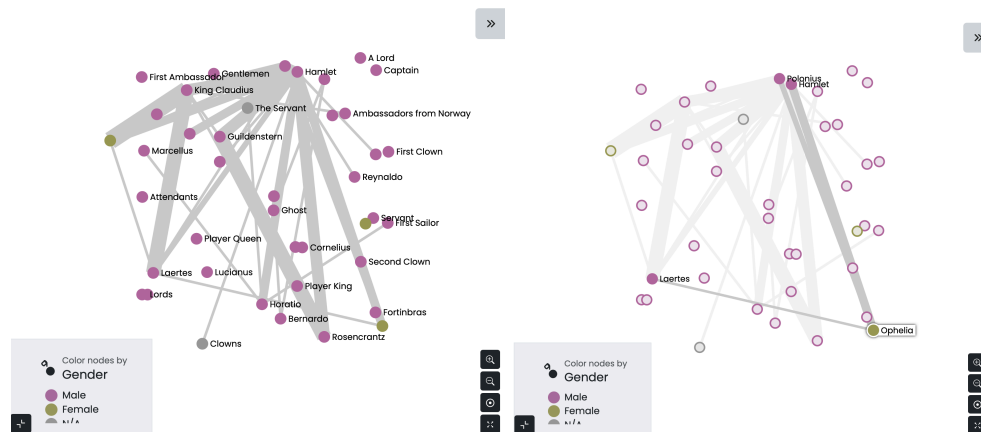 »
A Lord
First Ambassador
Gentlemen
Hamlet
Captain
King Claudius
The Servant
Ambassadors from Norway
Guildenstern
Marcellus
First Clown
Reynaldo
Attendants
Ghost
Servant
First Sailor
Player Queen
Cornelius
Second Clown
Laertes
Lucianus
Player King
Lords
Horatio
Bernardo
Fortinbras
Rosencrantz
Clowns
Color nodes by
Gender
Male
Female
N/A
»
Polonius
Hamlet
Laertes
Ophelia
Color nodes by
Gender
Male
Female
N/A